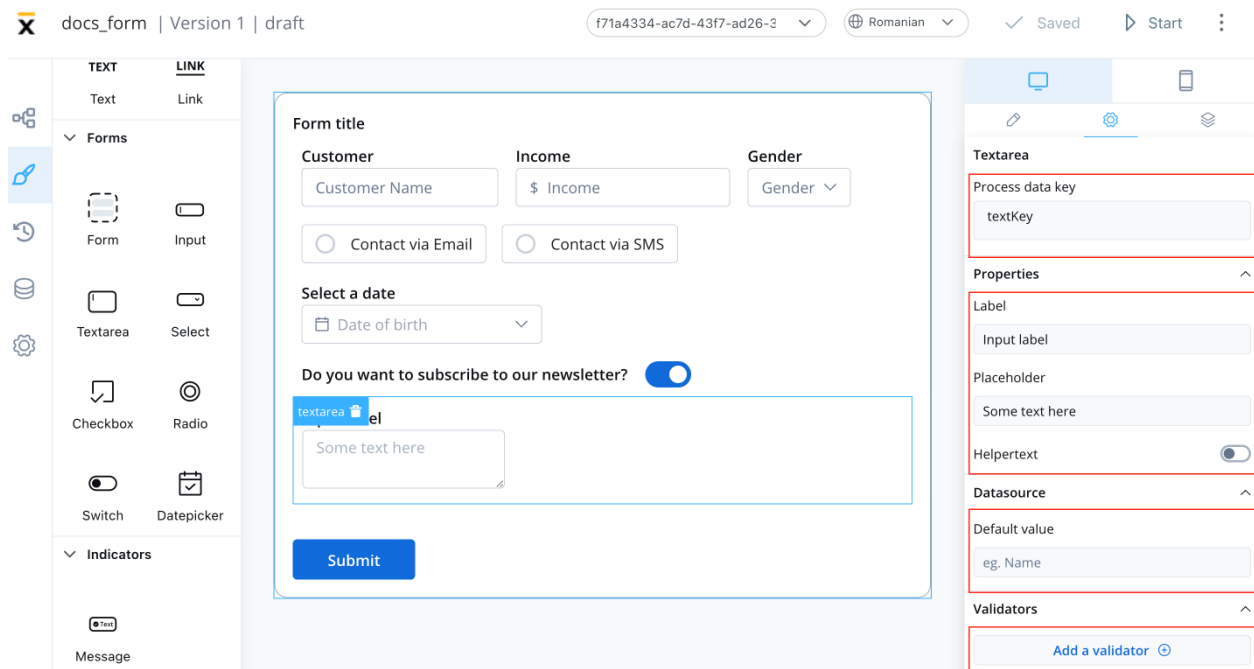 docs_form | Version 1 | draft
f71a4334-ac7d-43f7-ad26-3
Romanian
Saved
Start
TEXT
LINK
Text
Link
Forms
Form
Input
Textarea
Select
Checkbox
Radio
Switch
Datepicker
Indicators
Text
Message
Form title
Customer
Income
Gender
Customer Name
$ Income
Gender
Contact via Email
Contact via SMS
Select a date
Date of birth
Do you want to subscribe to our newsletter?
textarea
el
Some text here
Submit
Textarea
Process data key
textKey
Properties
Label
Input label
Placeholder
Some text here
Helpertext
Datasource
Default value
eg. Name
Validators
Add a validator